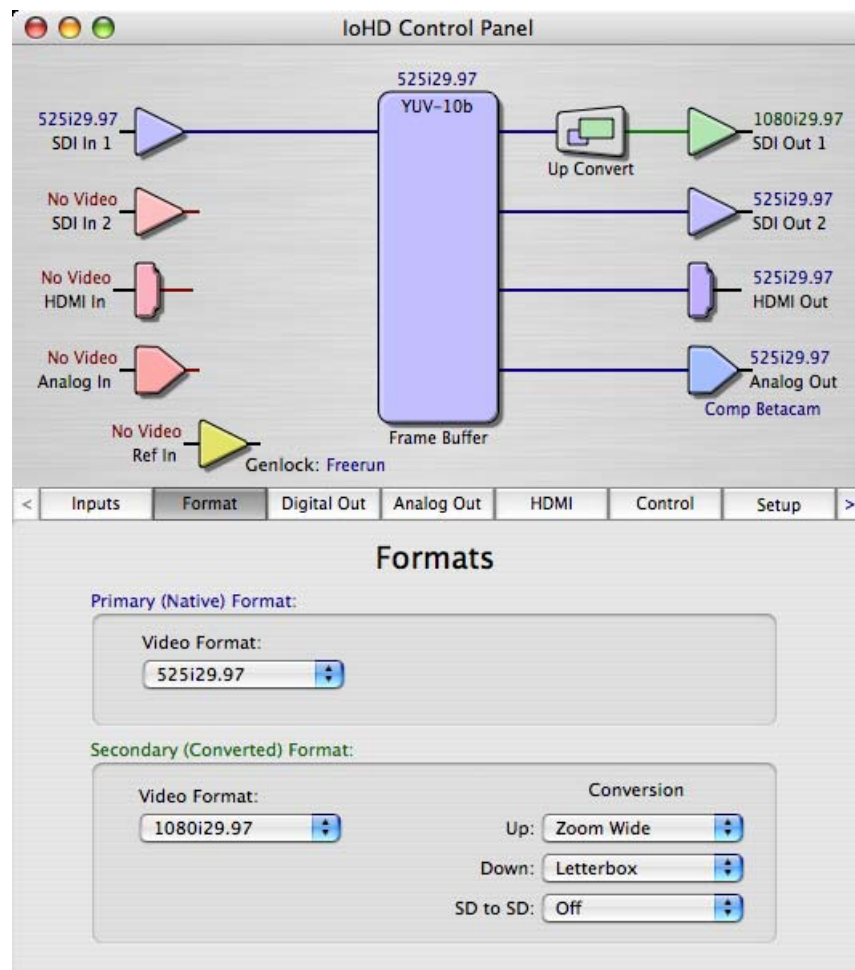 IoHD Control Panel
525i29.97
YUV-10b
525i29.97
SDI In 1
Up Convert
1080i29.97
SDI Out 1
No Video
SDI In 2
525i29.97
SDI Out 2
No Video
HDMI In
525i29.97
HDMI Out
No Video
Analog In
525i29.97
Analog Out
Comp Betacam
No Video
Ref In
Genlock: Freerun
Frame Buffer
< Inputs Format Digital Out Analog Out HDMI Control Setup >
Formats
Primary (Native) Format:
Video Format:
525i29.97
Secondary (Converted) Format:
Video Format:
1080i29.97
Conversion
Up: Zoom Wide
Down: Letterbox
SD to SD: Off